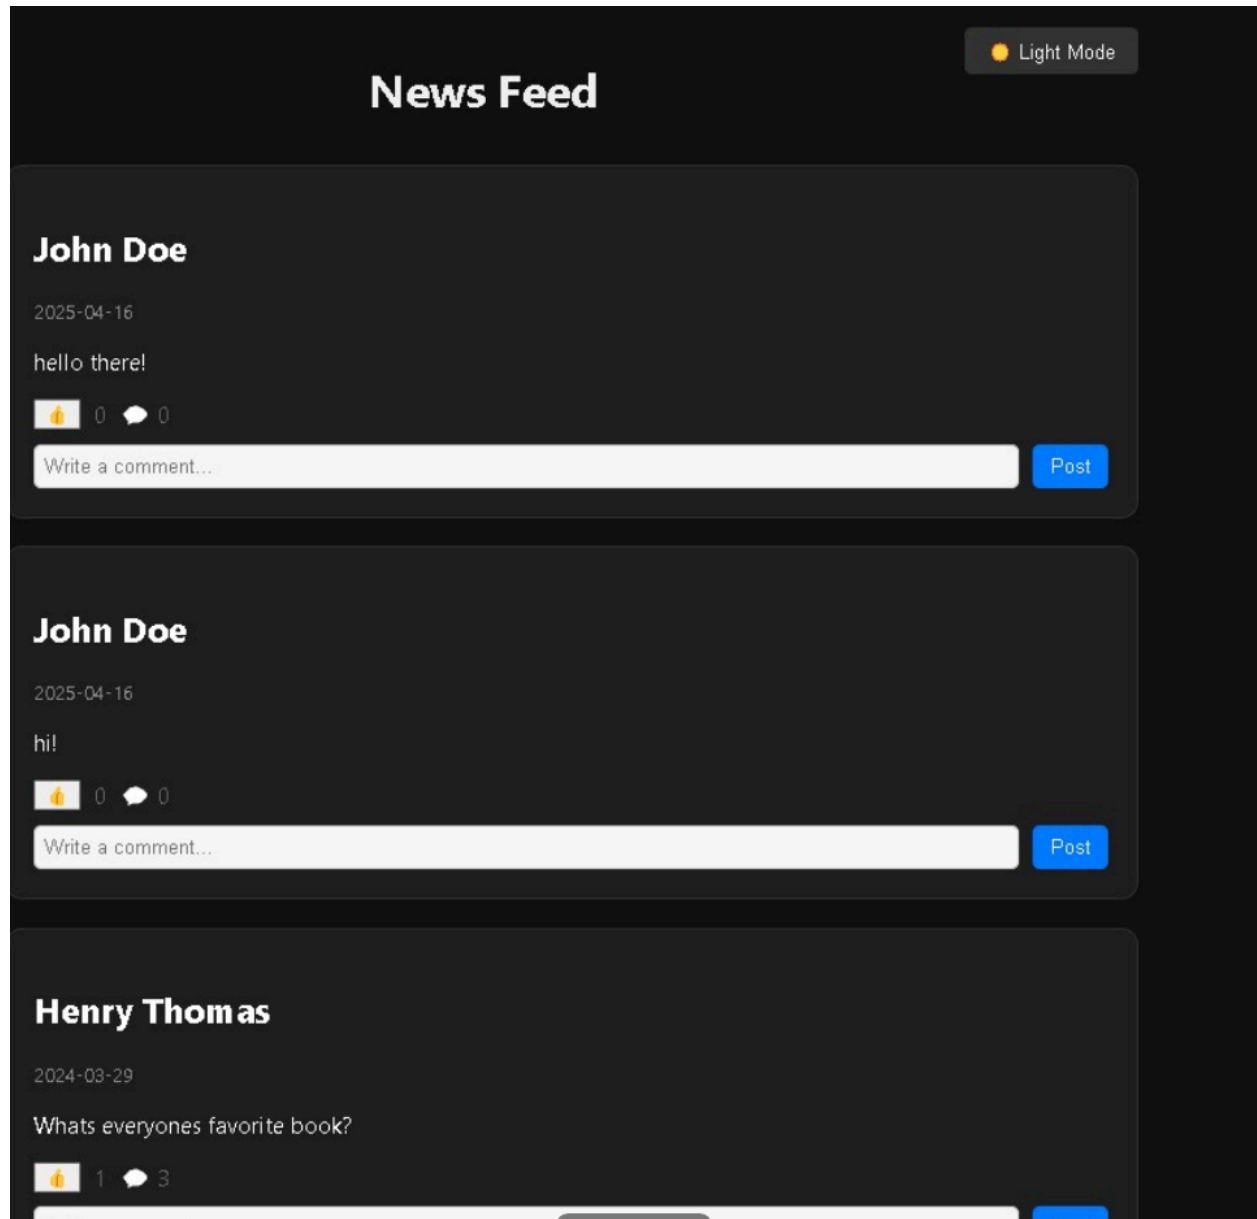 Light Mode
News Feed
John Doe
2025-04-16
hello there!
👍 0 💬 0
Write a comment...
Post
John Doe
2025-04-16
hi!
👍 0 💬 0
Write a comment...
Post
Henry Thomas
2024-03-29
Whats everyones favorite book?
👍 1 💬 3